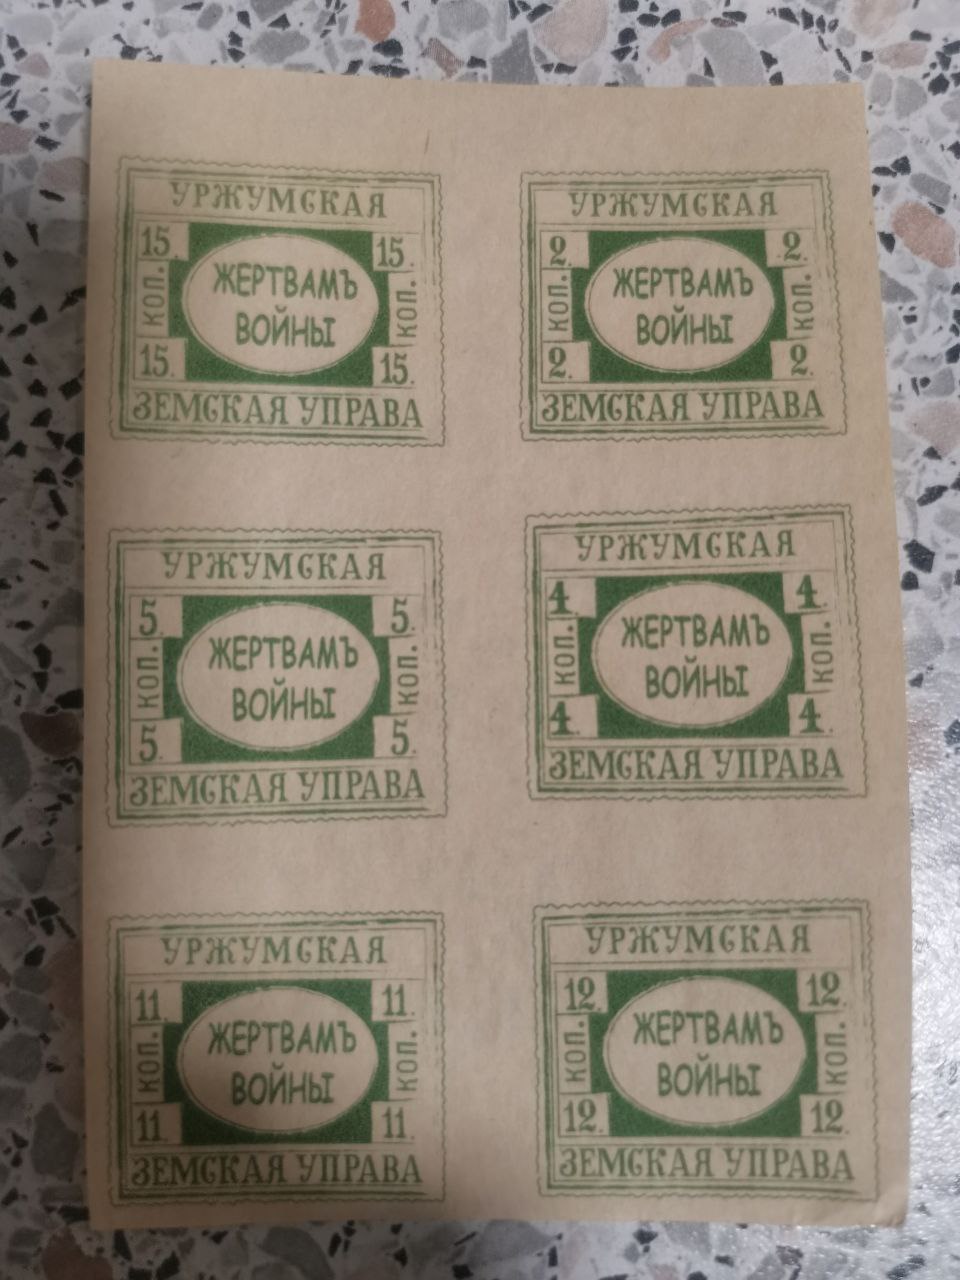 УРЖУМСКАЯ
15. 15.
КОП. КОП.
ЖЕРТВАМЪ
ВОЙНЫ
15. 15.
ЗЕМСКАЯ УПРАВА
УРЖУМСКАЯ
2. 2.
КОП. КОП.
ЖЕРТВАМЪ
ВОЙНЫ
2. 2.
ЗЕМСКАЯ УПРАВА
УРЖУМСКАЯ
5. 5.
КОП. КОП.
ЖЕРТВАМЪ
ВОЙНЫ
5. 5.
ЗЕМСКАЯ УПРАВА
УРЖУМСКАЯ
4. 4.
КОП. КОП.
ЖЕРТВАМЪ
ВОЙНЫ
4. 4.
ЗЕМСКАЯ УПРАВА
УРЖУМСКАЯ
11. 11.
КОП. КОП.
ЖЕРТВАМЪ
ВОЙНЫ
11. 11.
ЗЕМСКАЯ УПРАВА
УРЖУМСКАЯ
12. 12.
КОП. КОП.
ЖЕРТВАМЪ
ВОЙНЫ
12. 12.
ЗЕМСКАЯ УПРАВА